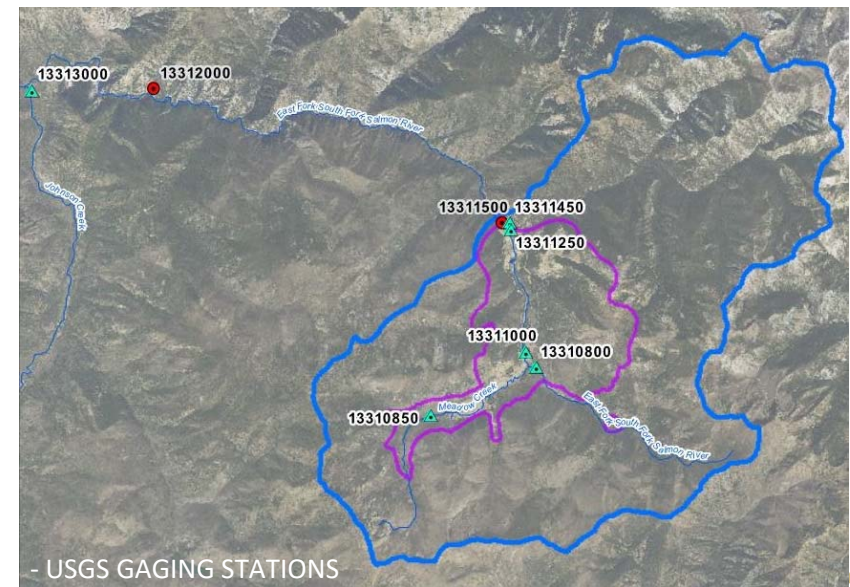 13313000
13312000
East Fork South Fork Salmon River
Johnson Creek
13311500 13311450
13311250
13311000
13310800
Meadow Creek
13310850
East Fork South Fork Salmon River
- USGS GAGING STATIONS